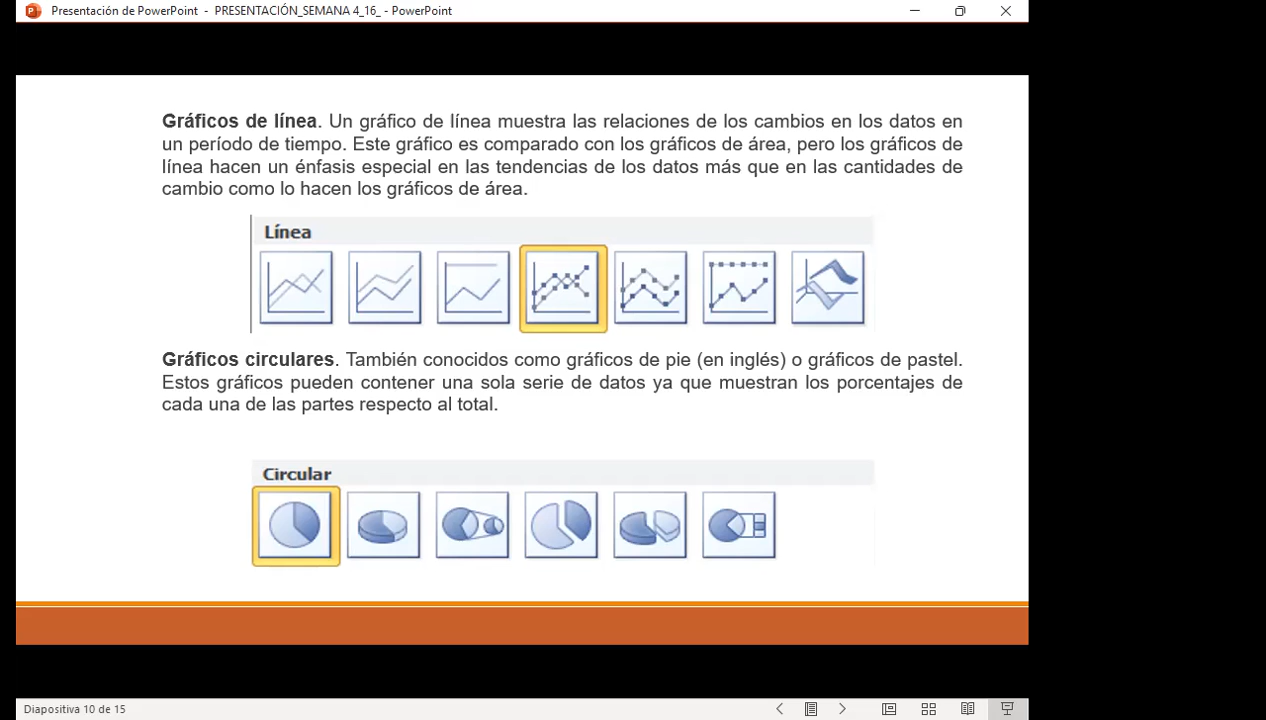 Presentación de PowerPoint - PRESENTACIÓN_SEMANA 4_16_ - PowerPoint
Gráficos de línea. Un gráfico de línea muestra las relaciones de los cambios en los datos en
un período de tiempo. Este gráfico es comparado con los gráficos de área, pero los gráficos de
línea hacen un énfasis especial en las tendencias de los datos más que en las cantidades de
cambio como lo hacen los gráficos de área.
Línea
Gráficos circulares. También conocidos como gráficos de pie (en inglés) o gráficos de pastel.
Estos gráficos pueden contener una sola serie de datos ya que muestran los porcentajes de
cada una de las partes respecto al total.
Circular
Diapositiva 10 de 15